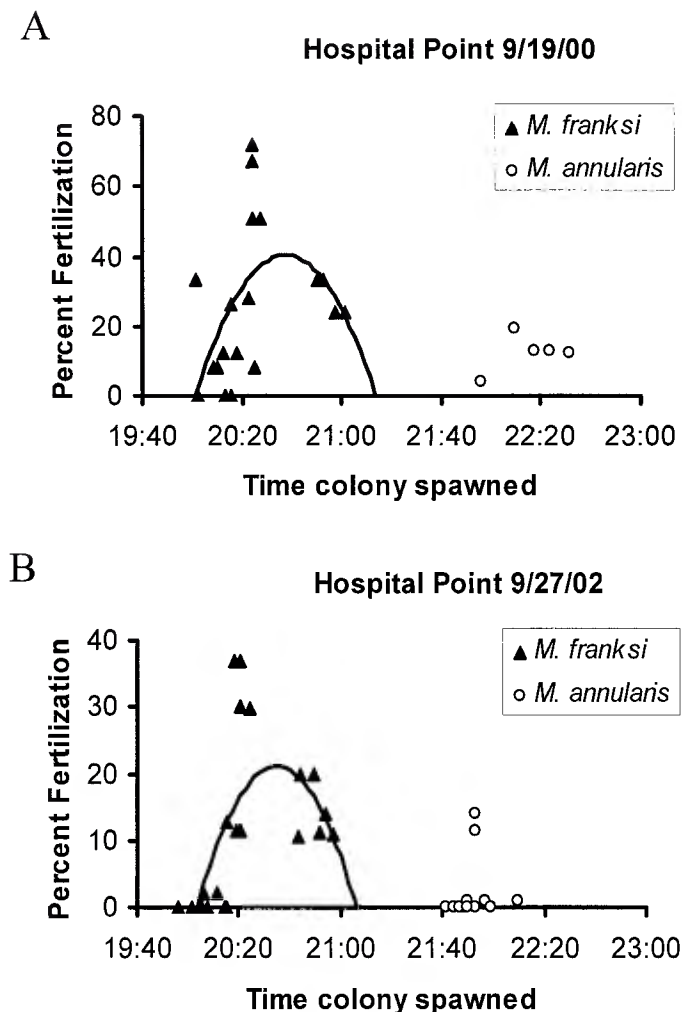 A
Hospital Point 9/19/00
80
60
40
20
0
Percent Fertilization
M. franksi
M. annularis
19:40 20:20 21:00 21:40 22:20 23:00
Time colony spawned
B
Hospital Point 9/27/02
40
30
20
10
0
Percent Fertilization
M. franksi
M. annularis
19:40 20:20 21:00 21:40 22:20 23:00
Time colony spawned